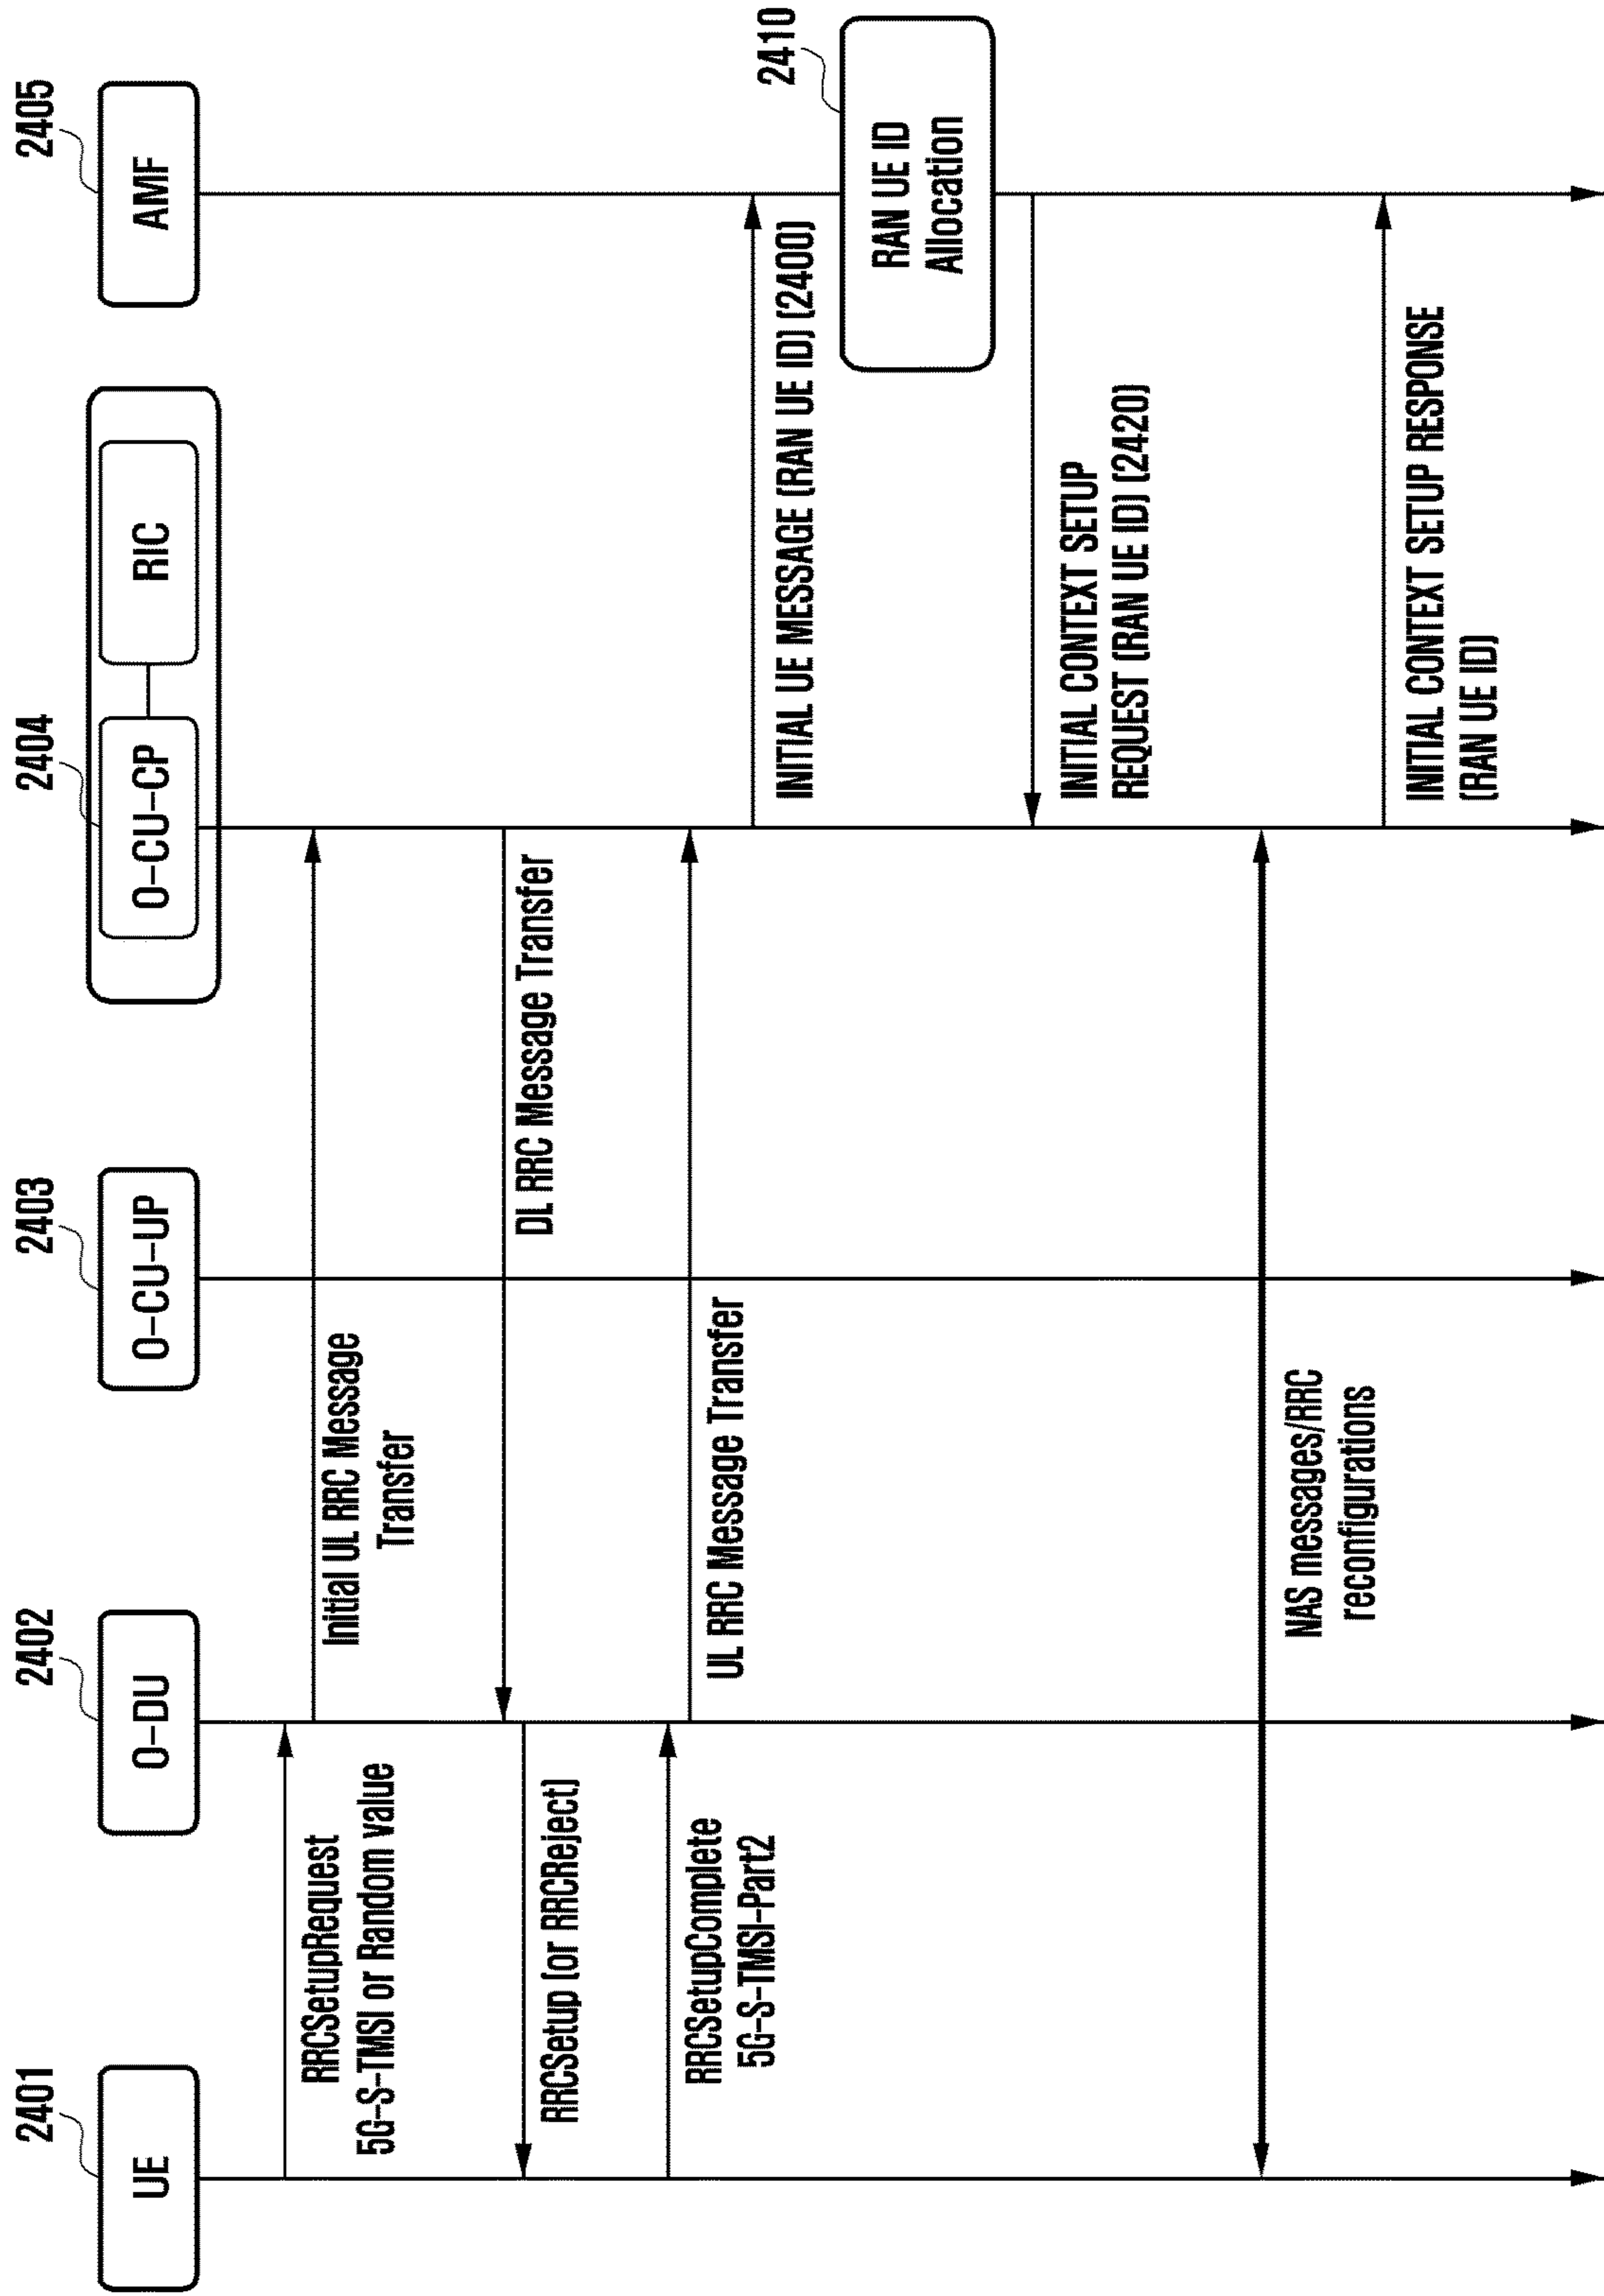 2401
2402
2403
2404
2405
UE
O-DU
O-CU-UP
O-CU-CP
RIC
AMF
RRCSetupRequest
5G-S-TMSI or Random value
Initial UL RRC Message
Transfer
DL RRC Message Transfer
RRCSetup (or RRCReject)
RRCSetupComplete
5G-S-TMSI-Part2
UL RRC Message Transfer
INITIAL UE MESSAGE (RAN UE ID) (2400)
2410
RAN UE ID
Allocation
INITIAL CONTEXT SETUP
REQUEST (RAN UE ID) (2420)
NAS messages/RRC
reconfigurations
INITIAL CONTEXT SETUP RESPONSE
(RAN UE ID)